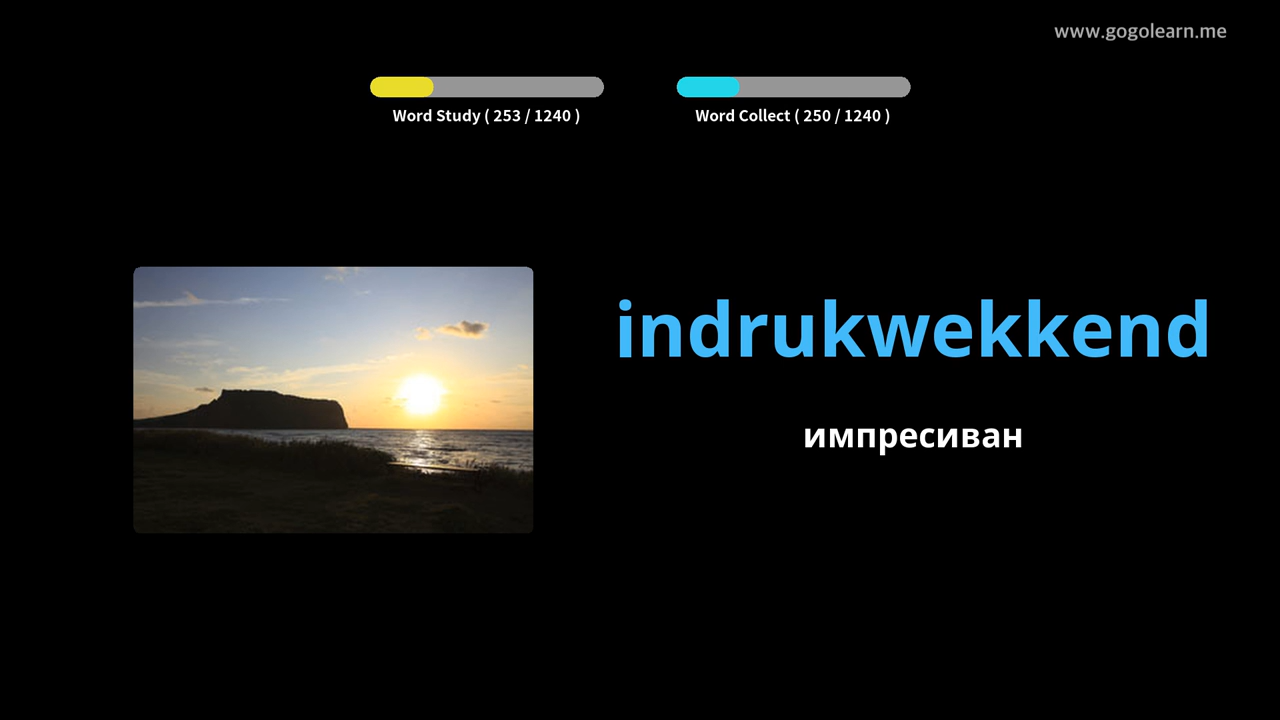 www.gogolearn.me
Word Study ( 253 / 1240 )
Word Collect ( 250 / 1240 )
indrukwekkend
импресиван